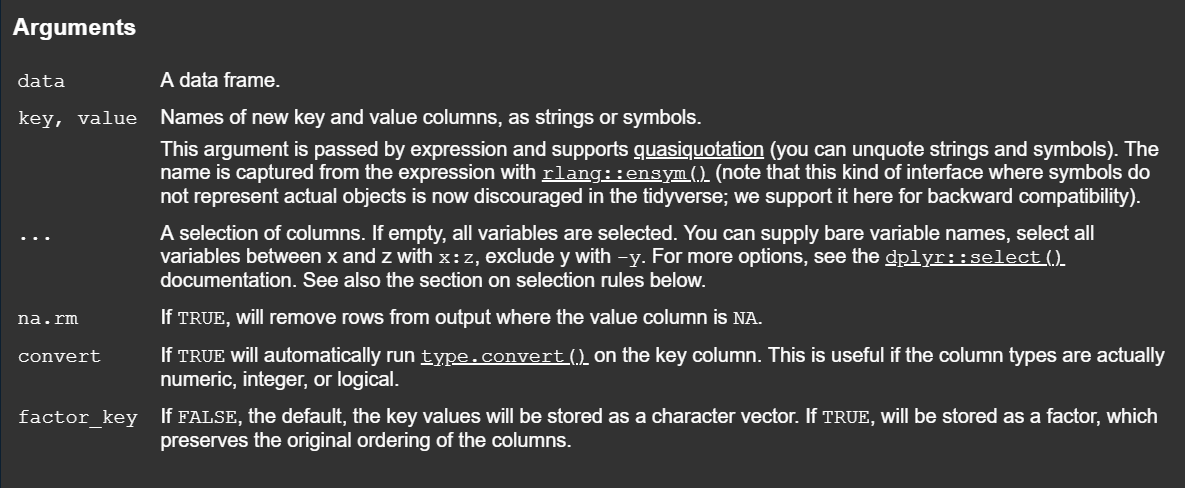 Arguments
data A data frame.
key, value Names of new key and value columns, as strings or symbols.
This argument is passed by expression and supports quasiquotation (you can unquote strings and symbols). The
name is captured from the expression with rlang::ensym() (note that this kind of interface where symbols do
not represent actual objects is now discouraged in the tidyverse; we support it here for backward compatibility).
... A selection of columns. If empty, all variables are selected. You can supply bare variable names, select all
variables between x and z with x:z, exclude y with -y. For more options, see the dplyr::select()
documentation. See also the section on selection rules below.
na.rm If TRUE, will remove rows from output where the value column is NA.
convert If TRUE will automatically run type.convert() on the key column. This is useful if the column types are actually
numeric, integer, or logical.
factor_key If FALSE, the default, the key values will be stored as a character vector. If TRUE, will be stored as a factor, which
preserves the original ordering of the columns.